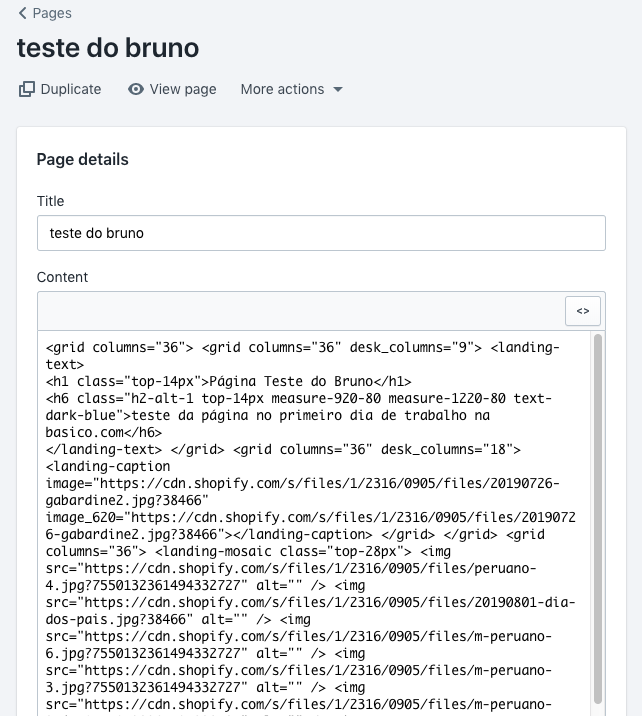 Pages
teste do bruno
Duplicate View page More actions
Page details
Title
teste do bruno
Content
<>
<grid columns="36"> <grid columns="36" desk_columns="9"> <landing-
text>
<h1 class="top-14px">Página Teste do Bruno</h1>
<h6 class="h2-alt-1 top-14px measure-920-80 measure-1220-80 text-
dark-blue">teste da página no primeiro dia de trabalho na
basico.com</h6>
</landing-text> </grid> <grid columns="36" desk_columns="18">
<landing-caption
image="https://cdn.shopify.com/s/files/1/2316/0905/files/20190726-
gabardine2.jpg?38466"
image_620="https://cdn.shopify.com/s/files/1/2316/0905/files/2019072
6-gabardine2.jpg?38466"></landing-caption> </grid> </grid> <grid
columns="36"> <landing-mosaic class="top-28px"> <img
src="https://cdn.shopify.com/s/files/1/2316/0905/files/peruano-
4.jpg?7550132361494332727" alt="" /> <img
src="https://cdn.shopify.com/s/files/1/2316/0905/files/20190801-dia-
dos-pais.jpg?38466" alt="" /> <img
src="https://cdn.shopify.com/s/files/1/2316/0905/files/m-peruano-
6.jpg?7550132361494332727" alt="" /> <img
src="https://cdn.shopify.com/s/files/1/2316/0905/files/m-peruano-
3.jpg?7550132361494332727" alt="" /> <img
src="https://cdn.shopify.com/s/files/1/2316/0905/files/m-peruano-